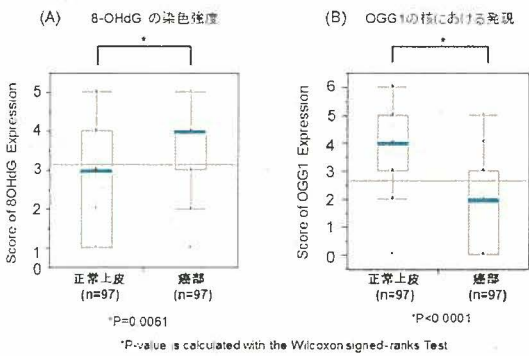 (A) 8-OHdG の染色強度
*
Score of 8OHdG Expression
5
4
3
2
1
0
正常上皮 癌部
(n=97) (n=97)
*P=0.0061
(B) OGG1の核における発現
*
Score of OGG1 Expression
6
5
4
3
2
1
0
正常上皮 癌部
(n=97) (n=97)
*P<0.0001
*P-value is calculated with the Wilcoxon signed-ranks Test